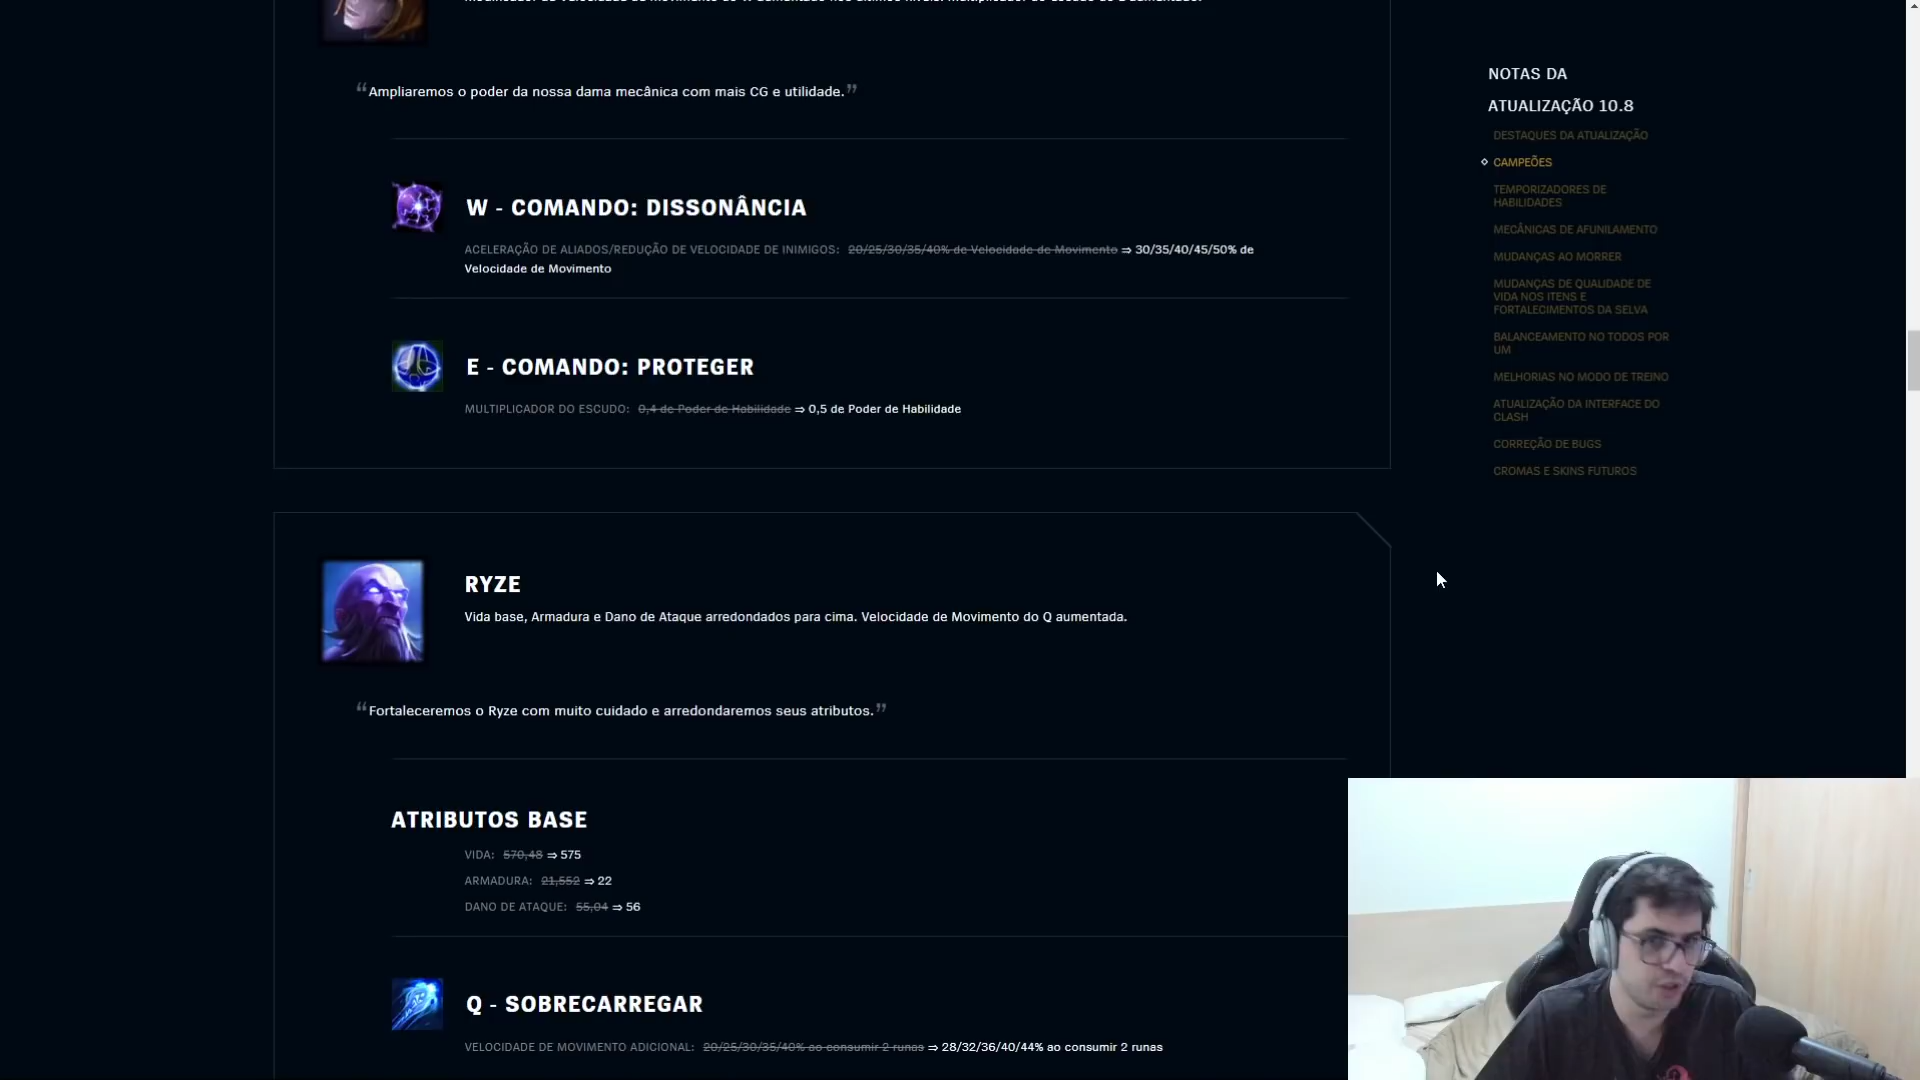 “Ampliaremos o poder da nossa dama mecânica com mais CG e utilidade.”
W - COMANDO: DISSONÂNCIA
ACELERAÇÃO DE ALIADOS/REDUÇÃO DE VELOCIDADE DE INIMIGOS: 20/25/30/35/40% de Velocidade de Movimento ⇒ 30/35/40/45/50% de
Velocidade de Movimento
E - COMANDO: PROTEGER
MULTIPLICADOR DO ESCUDO: 0,4 de Poder de Habilidade ⇒ 0,5 de Poder de Habilidade
RYZE
Vida base, Armadura e Dano de Ataque arredondados para cima. Velocidade de Movimento do Q aumentada.
“Fortaleceremos o Ryze com muito cuidado e arredondaremos seus atributos.”
ATRIBUTOS BASE
VIDA: 570,48 ⇒ 575
ARMADURA: 21,552 ⇒ 22
DANO DE ATAQUE: 55,04 ⇒ 56
Q - SOBRECARREGAR
VELOCIDADE DE MOVIMENTO ADICIONAL: 20/25/30/35/40% ao consumir 2 runas ⇒ 28/32/36/40/44% ao consumir 2 runas
NOTAS DA
ATUALIZAÇÃO 10.8
DESTAQUES DA ATUALIZAÇÃO
CAMPEÕES
TEMPORIZADORES DE
HABILIDADES
MECÂNICAS DE AFUNILAMENTO
MUDANÇAS AO MORRER
MUDANÇAS DE QUALIDADE DE
VIDA NOS ITENS E
FORTALECIMENTOS DA SELVA
BALANCEAMENTO NO TODOS POR
UM
MELHORIAS NO MODO DE TREINO
ATUALIZAÇÃO DA INTERFACE DO
CLASH
CORREÇÃO DE BUGS
CROMAS E SKINS FUTUROS